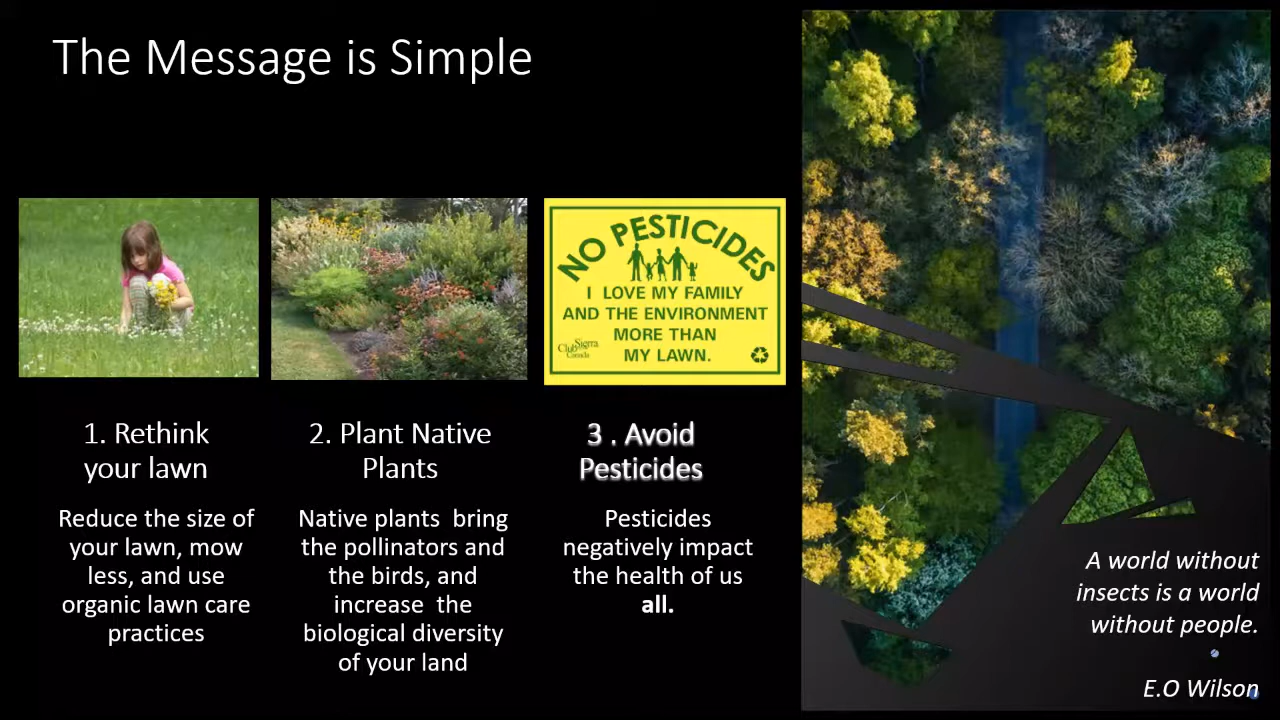 The Message is Simple
NO PESTICIDES
I LOVE MY FAMILY
AND THE ENVIRONMENT
MORE THAN
MY LAWN.
Club Sierra
Canada
1. Rethink
your lawn
Reduce the size of
your lawn, mow
less, and use
organic lawn care
practices
2. Plant Native
Plants
Native plants bring
the pollinators and
the birds, and
increase the
biological diversity
of your land
3 . Avoid
Pesticides
Pesticides
negatively impact
the health of us
all.
A world without
insects is a world
without people.
E.O Wilson